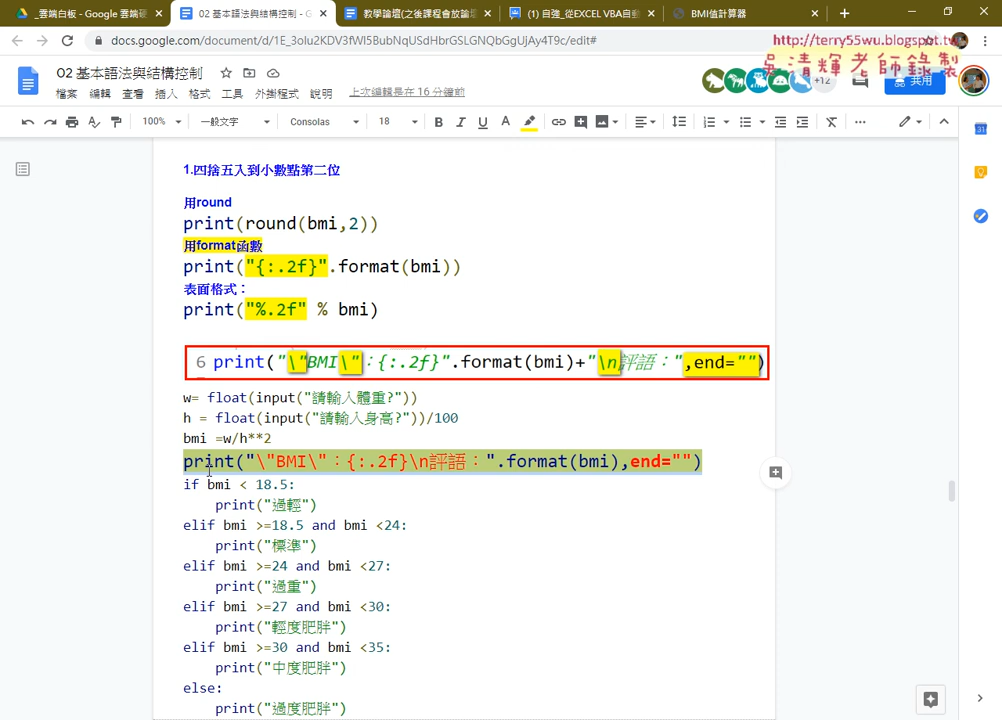 _雲端白板 - Google 雲端硬
02 基本語法與結構控制 - G
教學論壇(之後課程會放論壇
(1) 自強_從EXCEL VBA自動
BMI值計算器
docs.google.com/document/d/1E_3olu2KDV3fWI5BubNqUSdHbrGSLGNQbGgUjAy4T9c/edit#
http://terry55wu.blogspot.tw
吳清輝老師錄製
02 基本語法與結構控制
檔案 編輯 查看 插入 格式 工具 外掛程式 說明 上次編輯是在 16 分鐘前
+12
共用
100% 一般文字 Consolas 18 B I U A
1.四捨五入到小數點第二位
用round
print(round(bmi,2))
用format函數
print("{:.2f}".format(bmi))
表面格式：
print("%.2f" % bmi)
6 print("\"BMI\"：{:.2f}".format(bmi)+"\n評語：",end="")
w= float(input("請輸入體重?"))
h = float(input("請輸入身高?"))/100
bmi =w/h**2
print("\"BMI\"：{:.2f}\n評語：".format(bmi),end="")
if bmi < 18.5:
print("過輕")
elif bmi >=18.5 and bmi <24:
print("標準")
elif bmi >=24 and bmi <27:
print("過重")
elif bmi >=27 and bmi <30:
print("輕度肥胖")
elif bmi >=30 and bmi <35:
print("中度肥胖")
else:
print("過度肥胖")